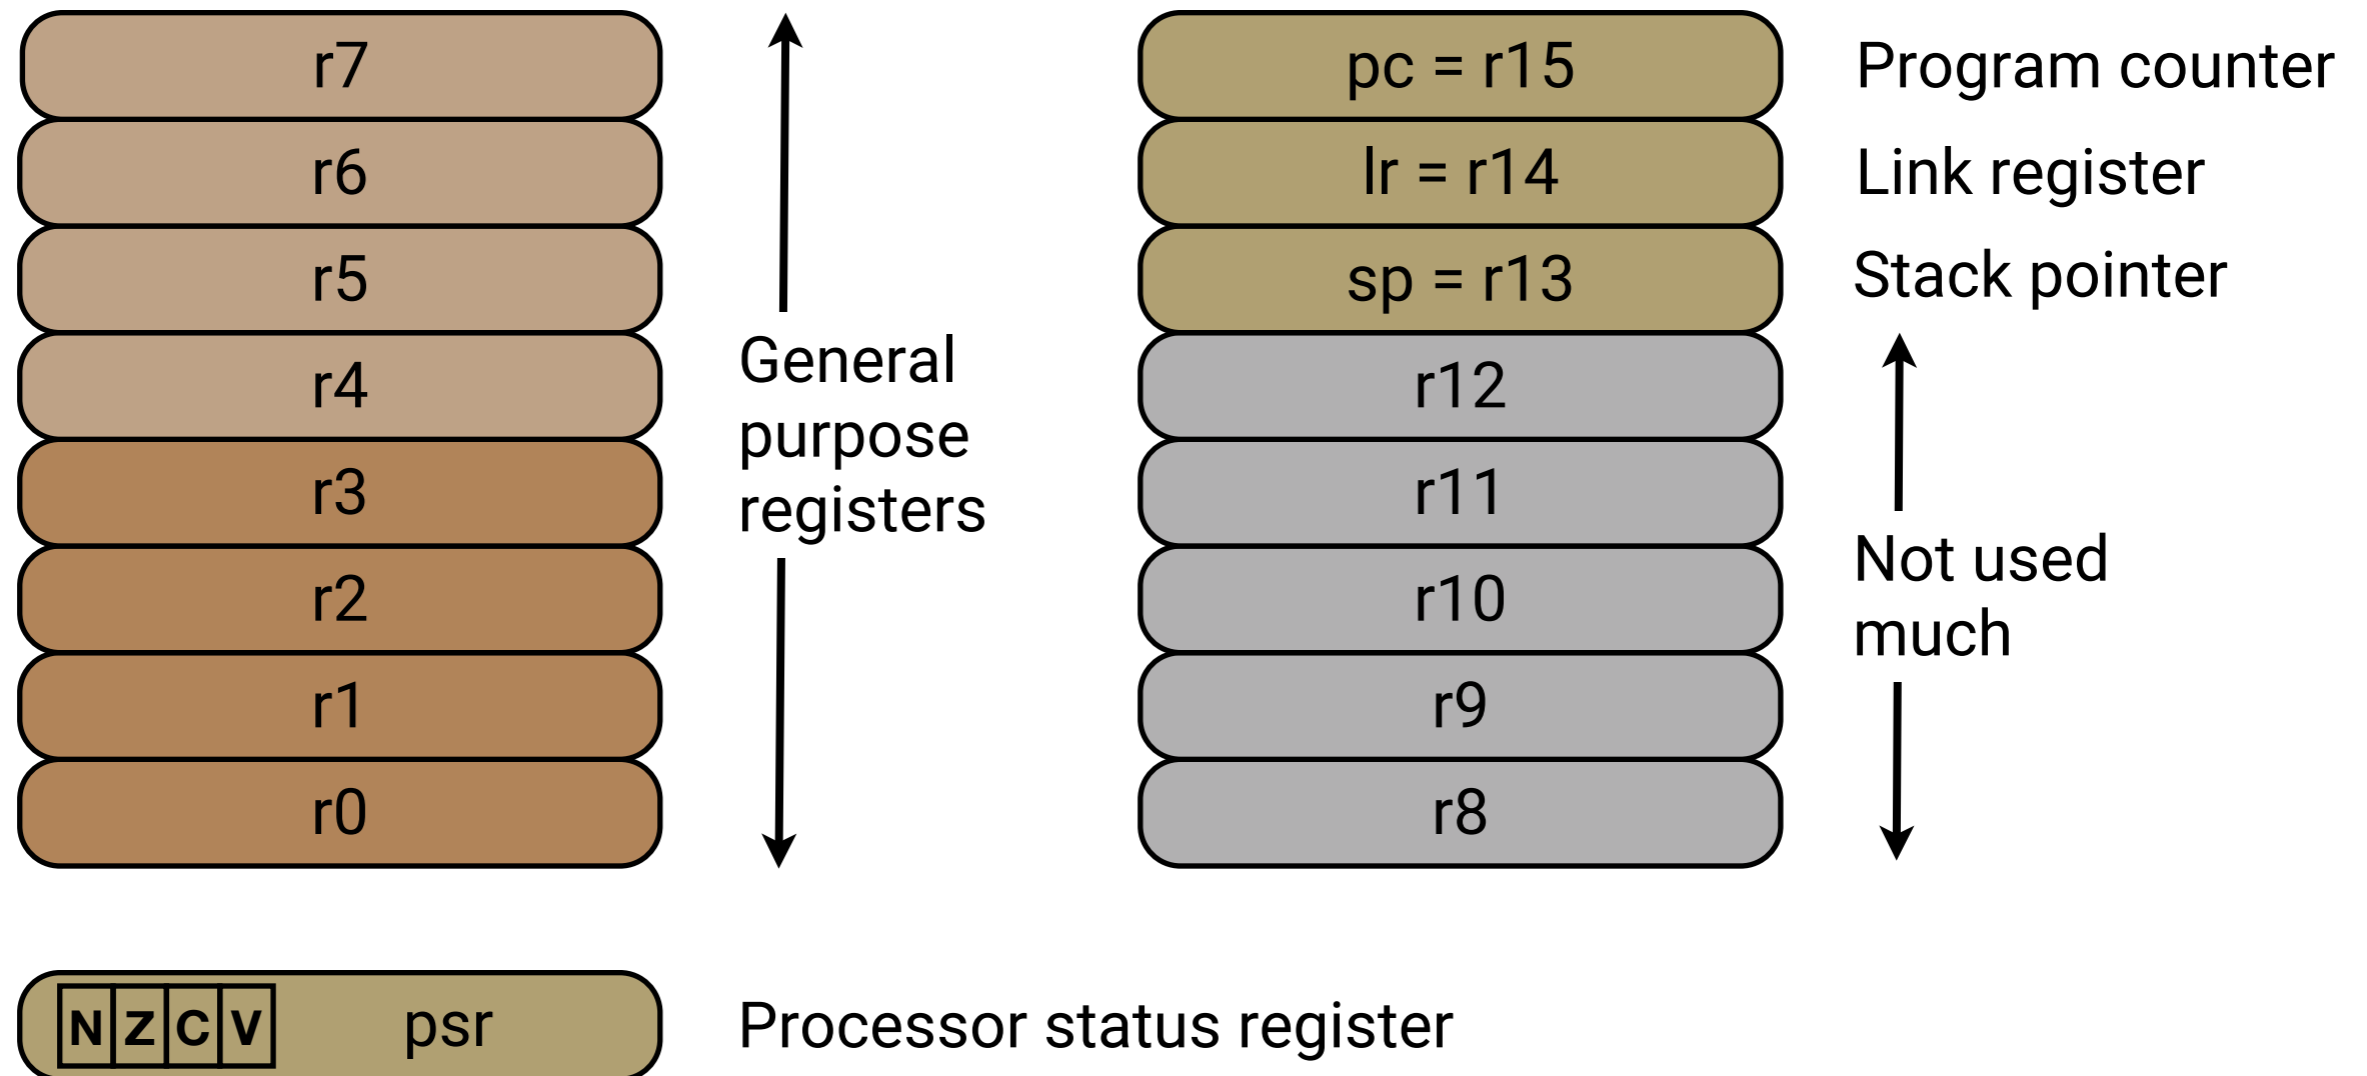 r7
r6
r5
r4
r3
r2
r1
r0
General
purpose
registers
pc = r15
lr = r14
sp = r13
r12
r11
r10
r9
r8
Program counter
Link register
Stack pointer
Not used
much
N Z C V psr
Processor status register